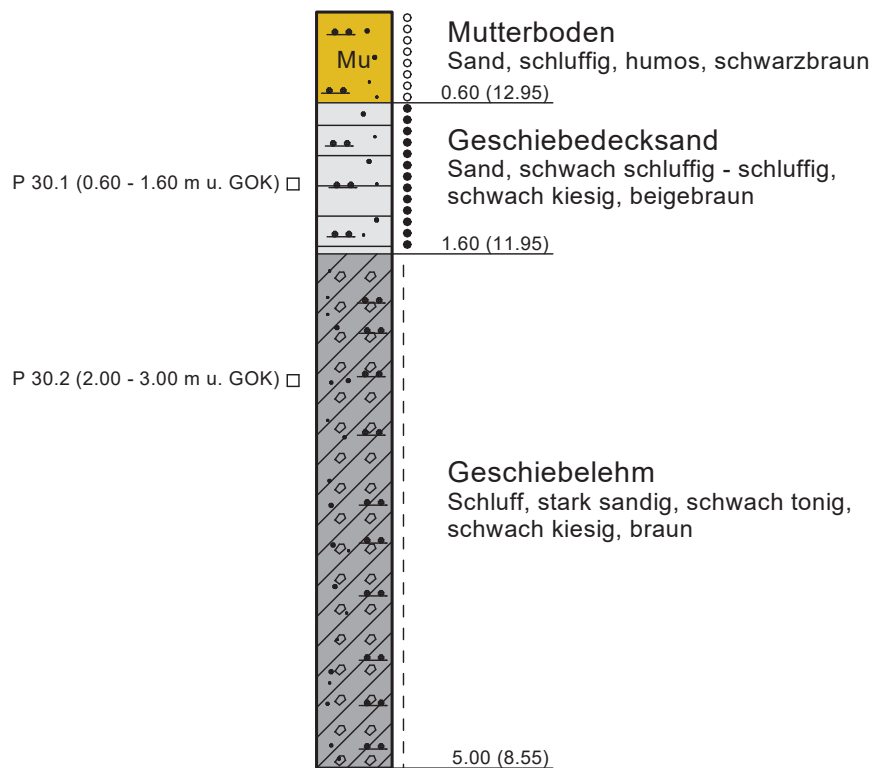 Mutterboden
Sand, schluffig, humos, schwarzbraun
Mu
0.60 (12.95)
Geschiebedecksand
Sand, schwach schluffig - schluffig,
schwach kiesig, beigebraun
P 30.1 (0.60 - 1.60 m u. GOK)
1.60 (11.95)
P 30.2 (2.00 - 3.00 m u. GOK)
Geschiebelehm
Schluff, stark sandig, schwach tonig,
schwach kiesig, braun
5.00 (8.55)